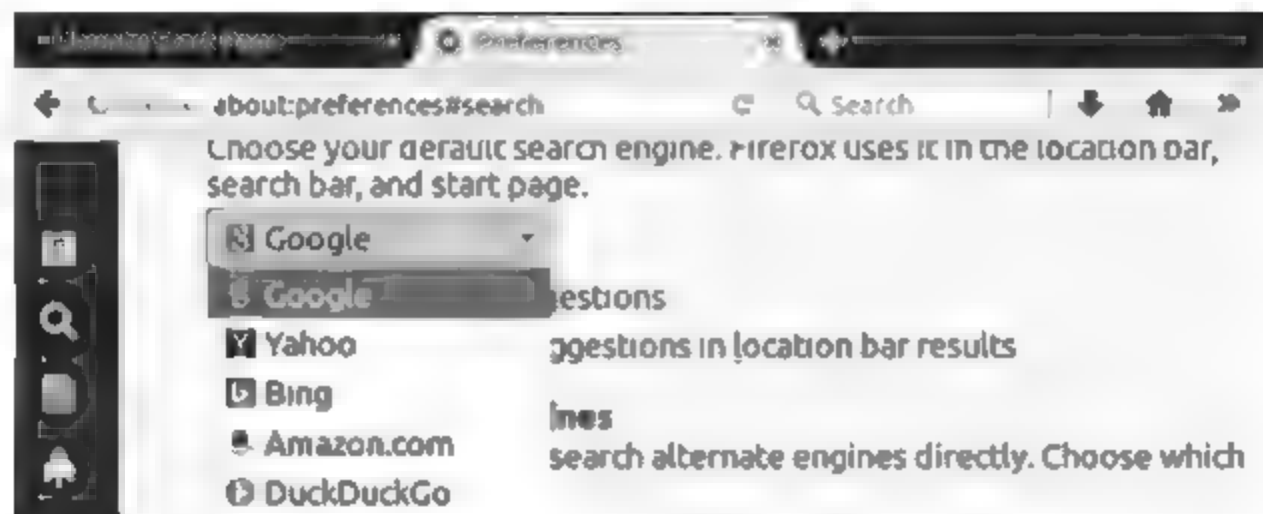 Preferences
about:preferences#search
Search
Choose your default search engine. Firefox uses it in the location bar,
search bar, and start page.
Google
Google
estions
Yahoo
ggestions in location bar results
Bing
ines
Amazon.com
search alternate engines directly. Choose which
DuckDuckGo